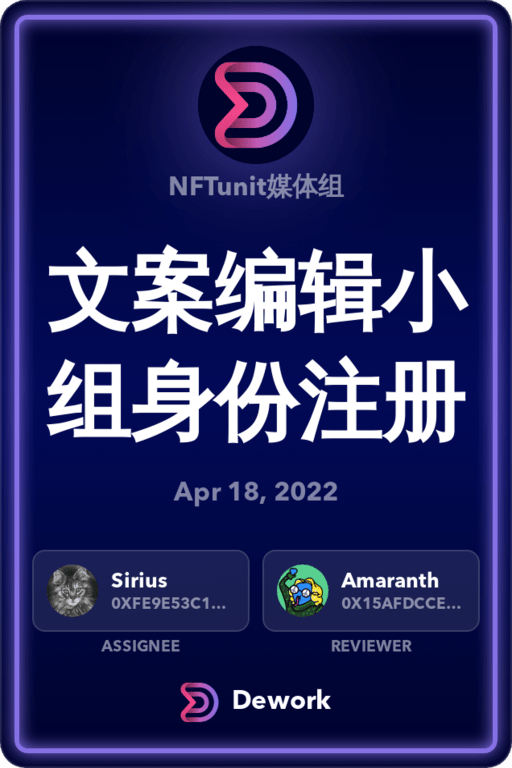 NFTunit媒体组
文案编辑小
组身份注册
Apr 18, 2022
Sirius
0XFE9E53C1...
ASSIGNEE
Amaranth
0X15AFDCCE...
REVIEWER
Dework